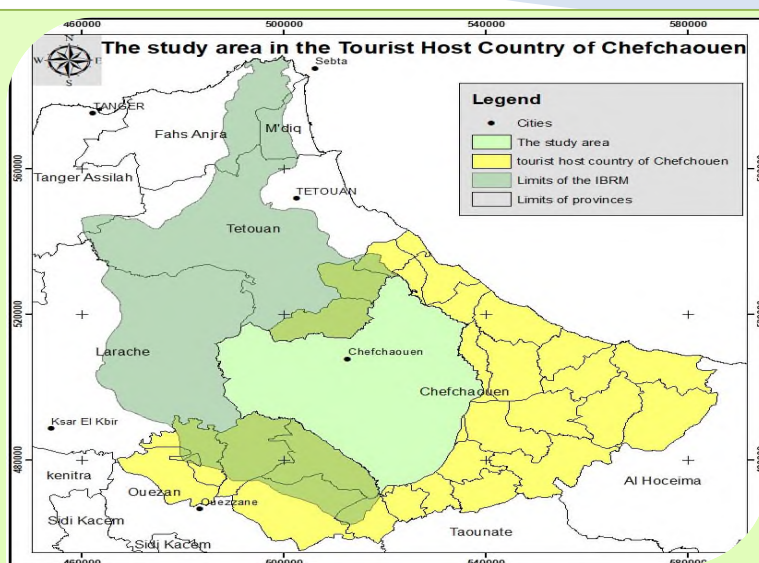 460000 500000 540000 580000
The study area in the Tourist Host Country of Chefchaouen
N
W E
S
Sebta
TANGER
Fahs Anjra
M'diq
Tanger Assilah
TETOUAN
Tetouan
Legend
Cities
The study area
tourist host country of Chefchouen
Limits of the IBRM
Limits of provinces
560000
520000
Larache
Chefchaouen
Chefchaouen
Ksar El Kbir
480000
kenitra
Ouezan
Ouezzane
Al Hoceima
Sidi Kacem
Sidi Kacem
Taounate
460000 500000 540000 580000